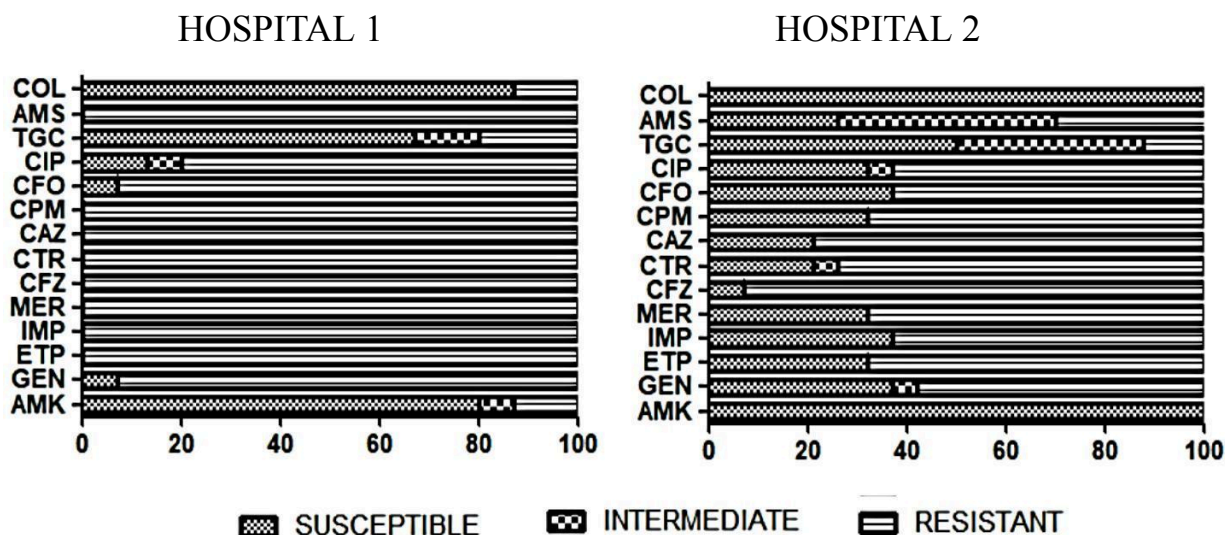 HOSPITAL 1
COL
AMS
TGC
CIP
CFO
CPM
CAZ
CTR
CFZ
MER
IMP
ETP
GEN
AMK
0 20 40 60 80 100
HOSPITAL 2
COL
AMS
TGC
CIP
CFO
CPM
CAZ
CTR
CFZ
MER
IMP
ETP
GEN
AMK
0 20 40 60 80 100
SUSCEPTIBLE INTERMEDIATE RESISTANT